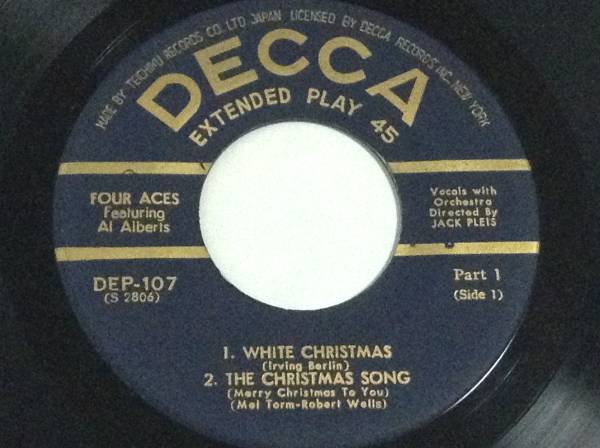 MADE BY TEICHIKU RECORDS CO. LTD JAPAN LICENSED BY DECCA RECORDS INC. NEW YORK
DECCA
EXTENDED PLAY 45
FOUR ACES
Featuring
Al Alberts
Vocals with
Orchestra
Directed By
JACK PLEIS
DEP-107
(S 2806)
Part 1
(Side 1)
1. WHITE CHRISTMAS
(Irving Berlin)
2. THE CHRISTMAS SONG
(Merry Christmas To You)
(Mel Torm-Robert Wells)